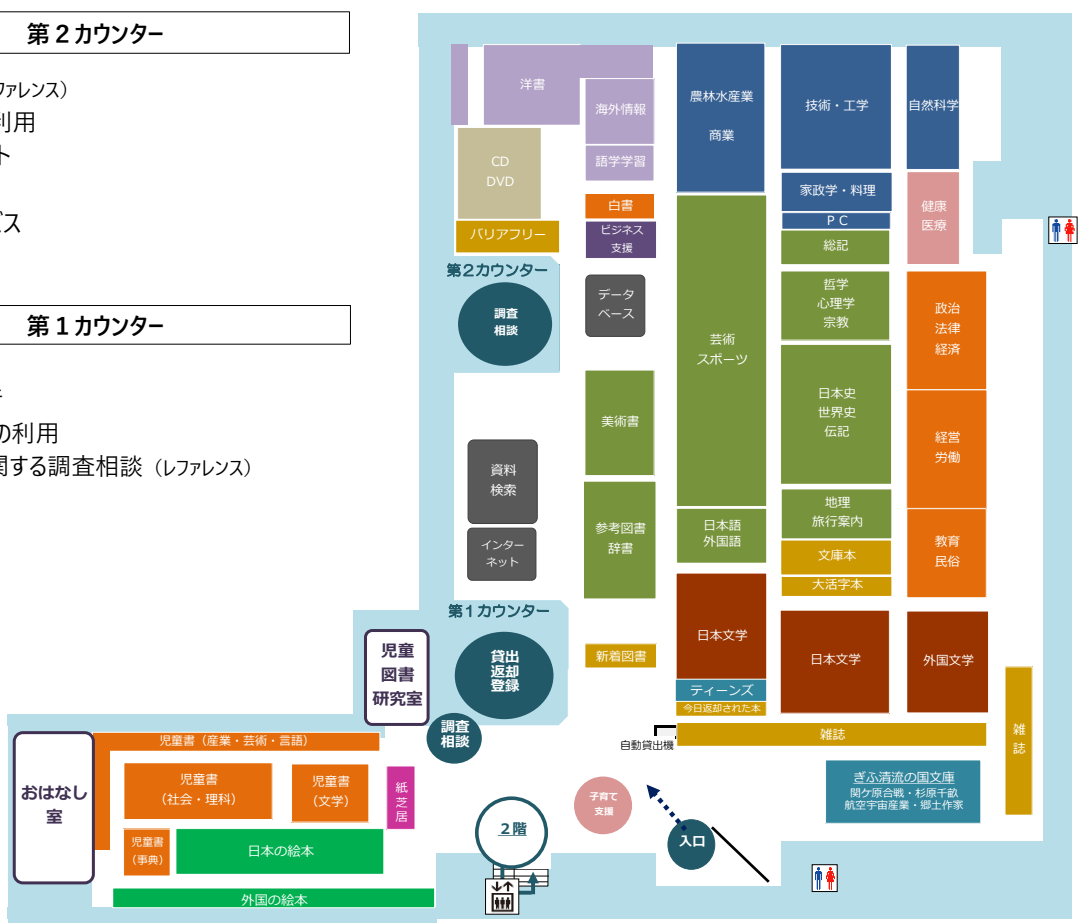 第２カウンター
ファレンス）
利用
ト
ビス
第１カウンター
の利用
関する調査相談（レファレンス）
洋書
海外情報
語学学習
CD
DVD
白書
バリアフリー
ビジネス
支援
第２カウンター
調査
相談
データ
ベース
農林水産業
商業
技術・工学
自然科学
家政学・料理
ＰＣ
健康
医療
総記
哲学
心理学
宗教
政治
法律
経済
芸術
スポーツ
日本史
世界史
伝記
美術書
経営
労働
資料
検索
参考図書
辞書
日本語
外国語
地理
旅行案内
インター
ネット
文庫本
教育
民俗
大活字本
第１カウンター
貸出
返却
登録
新着図書
日本文学
日本文学
外国文学
ティーンズ
今日返却された本
児童
図書
研究室
調査
相談
自動貸出機
雑誌
雑誌
児童書（産業・芸術・言語）
おはなし
室
児童書
（社会・理科）
児童書
（文学）
紙芝居
児童書
（事典）
日本の絵本
外国の絵本
子育て
支援
２階
入口
ぎふ清流の国文庫
関ケ原合戦・杉原千畝
航空宇宙産業・郷土作家